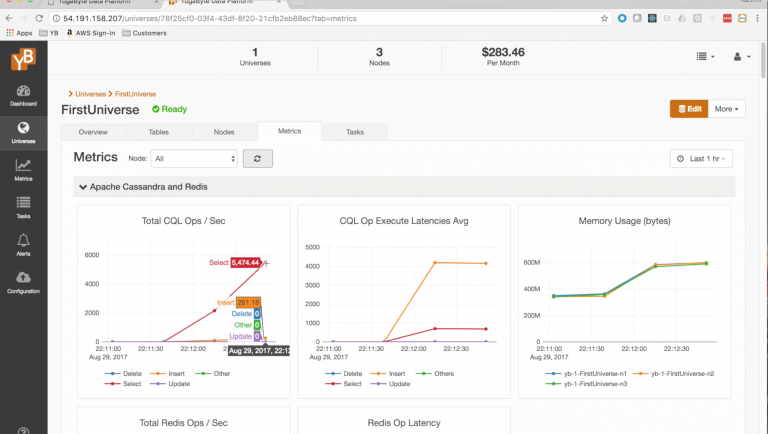 YugaByte Data Platform
YugaByte Data Platform
54.191.158.207/universes/78f25cf0-03f4-43df-8f20-21cfb2eb88ec?tab=metrics
Apps YB AWS Sign-In Customers
YB
1 3 $283.46
Universes Nodes Per Month
Universes FirstUniverse
FirstUniverse Ready
Edit More
Overview Tables Nodes Metrics Tasks
Metrics Node: All Last 1 hr
Dashboard
Universes
Metrics
Tasks
Alerts
Configuration
Apache Cassandra and Redis
Total CQL Ops / Sec
6000
4000
2000
0
Select 5,474.44
Insert 261.18
Delete 0
Other 0
Update 0
Aug 29, 2017, 22:12
22:11:00 22:11:30 22:12:00
Aug 29, 2017
Delete Insert Other
Select Update
CQL Op Execute Latencies Avg
5000
4000
3000
2000
1000
0
22:11:00 22:11:30 22:12:00 22:12:30
Aug 29, 2017
Delete Insert Others
Select Update
Memory Usage (bytes)
600M
400M
200M
22:11:00 22:11:30 22:12:00 22:12:30
Aug 29, 2017
yb-1-FirstUniverse-n1 yb-1-FirstUniverse-n2
yb-1-FirstUniverse-n3
Total Redis Ops / Sec
Redis Op Latency